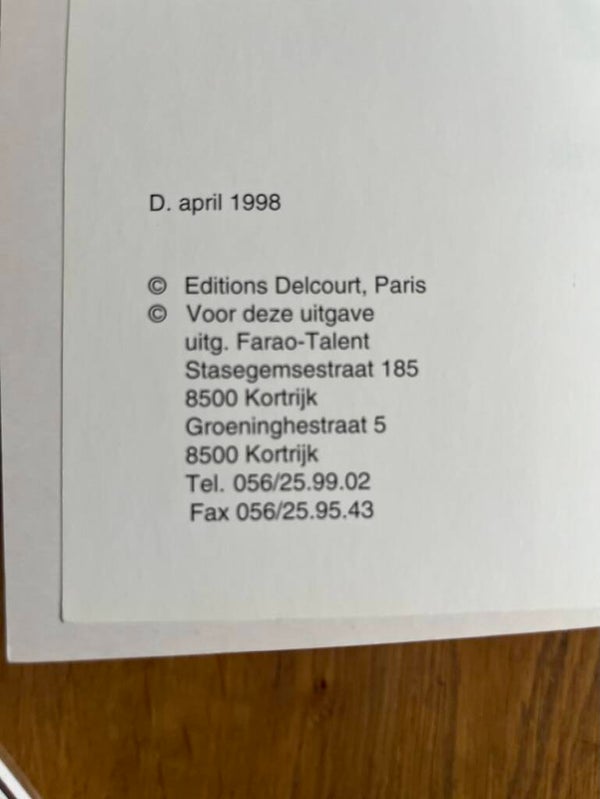 D. april 1998
© Editions Delcourt, Paris
© Voor deze uitgave
uitg. Farao-Talent
Stasegemsestraat 185
8500 Kortrijk
Groeninghestraat 5
8500 Kortrijk
Tel. 056/25.99.02
Fax 056/25.95.43